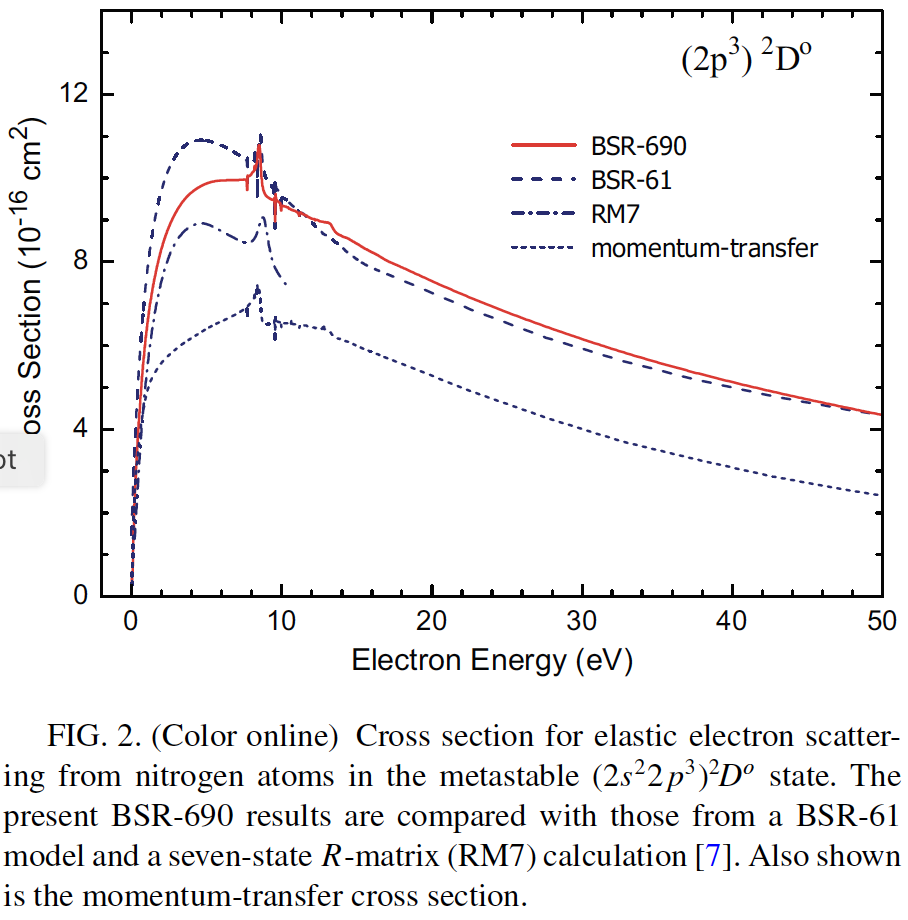 (2p³) ²Dᵒ
12
8
4
0
oss Section (10⁻¹⁶ cm²)
BSR-690
BSR-61
RM7
momentum-transfer
ot
0 10 20 30 40 50
Electron Energy (eV)
FIG. 2. (Color online) Cross section for elastic electron scatter-
ing from nitrogen atoms in the metastable (2s²2p³)²Dᵒ state. The
present BSR-690 results are compared with those from a BSR-61
model and a seven-state R-matrix (RM7) calculation [7]. Also shown
is the momentum-transfer cross section.